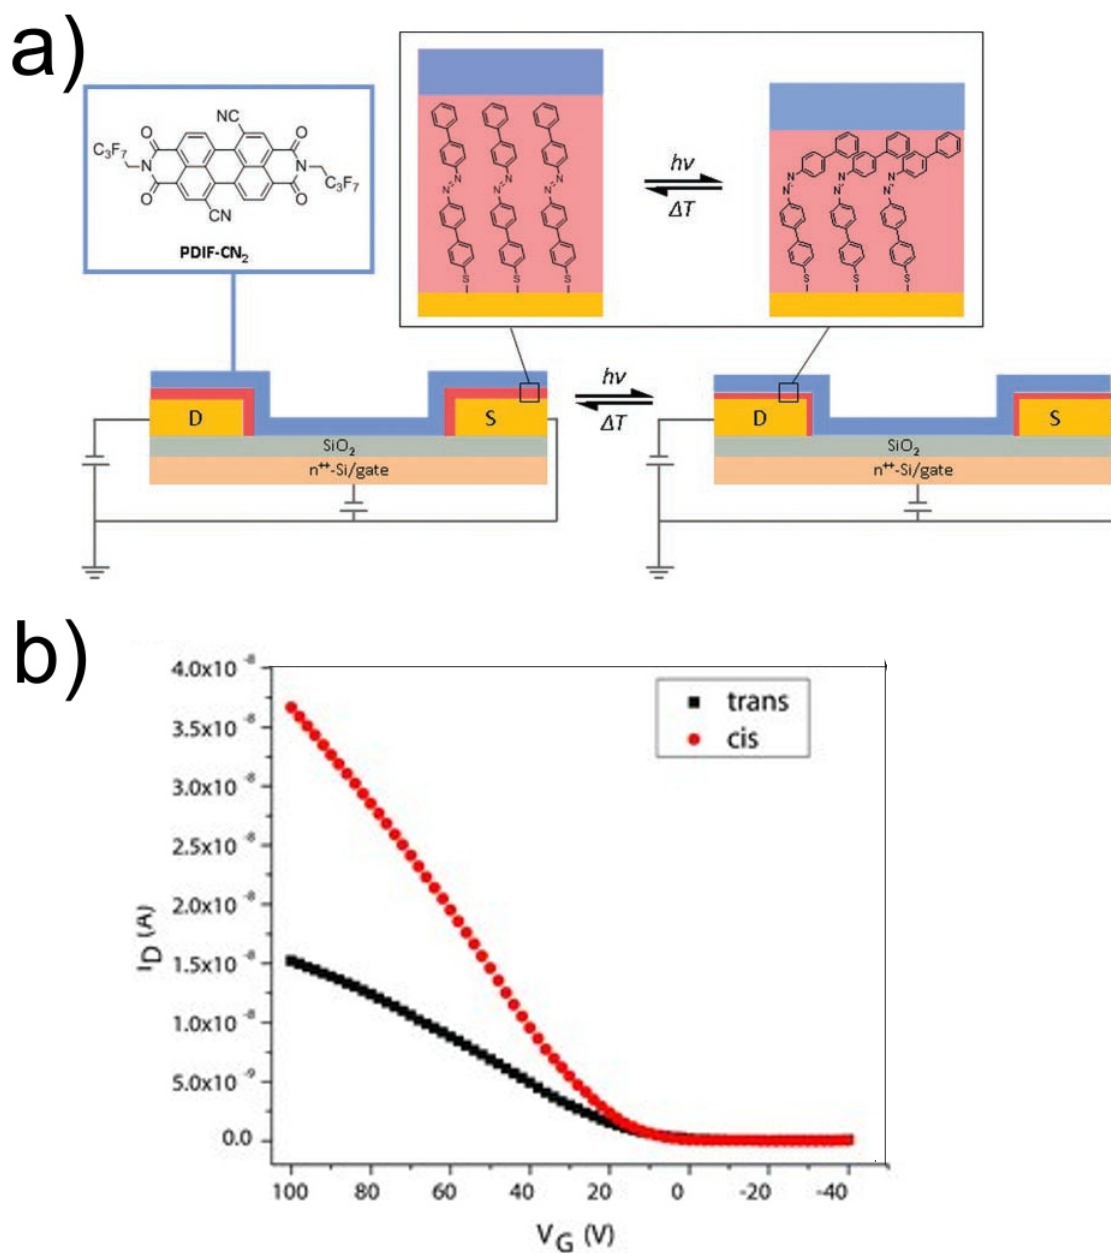 a)
NC
O
O
C₃F₇
N
N
C₃F₇
O
O
CN
PDIF-CN₂
N
N
N
N
N
N
S
S
S
hν
ΔT
N
N
N
N
N
N
S
S
S
D
S
SiO₂
n⁺⁺-Si/gate
hν
ΔT
D
S
SiO₂
n⁺⁺-Si/gate
b)
4.0x10⁻⁸
3.5x10⁻⁸
3.0x10⁻⁸
2.5x10⁻⁸
2.0x10⁻⁸
1.5x10⁻⁸
1.0x10⁻⁸
5.0x10⁻⁹
0.0
I_D (A)
trans
cis
100 80 60 40 20 0 -20 -40
V_G (V)